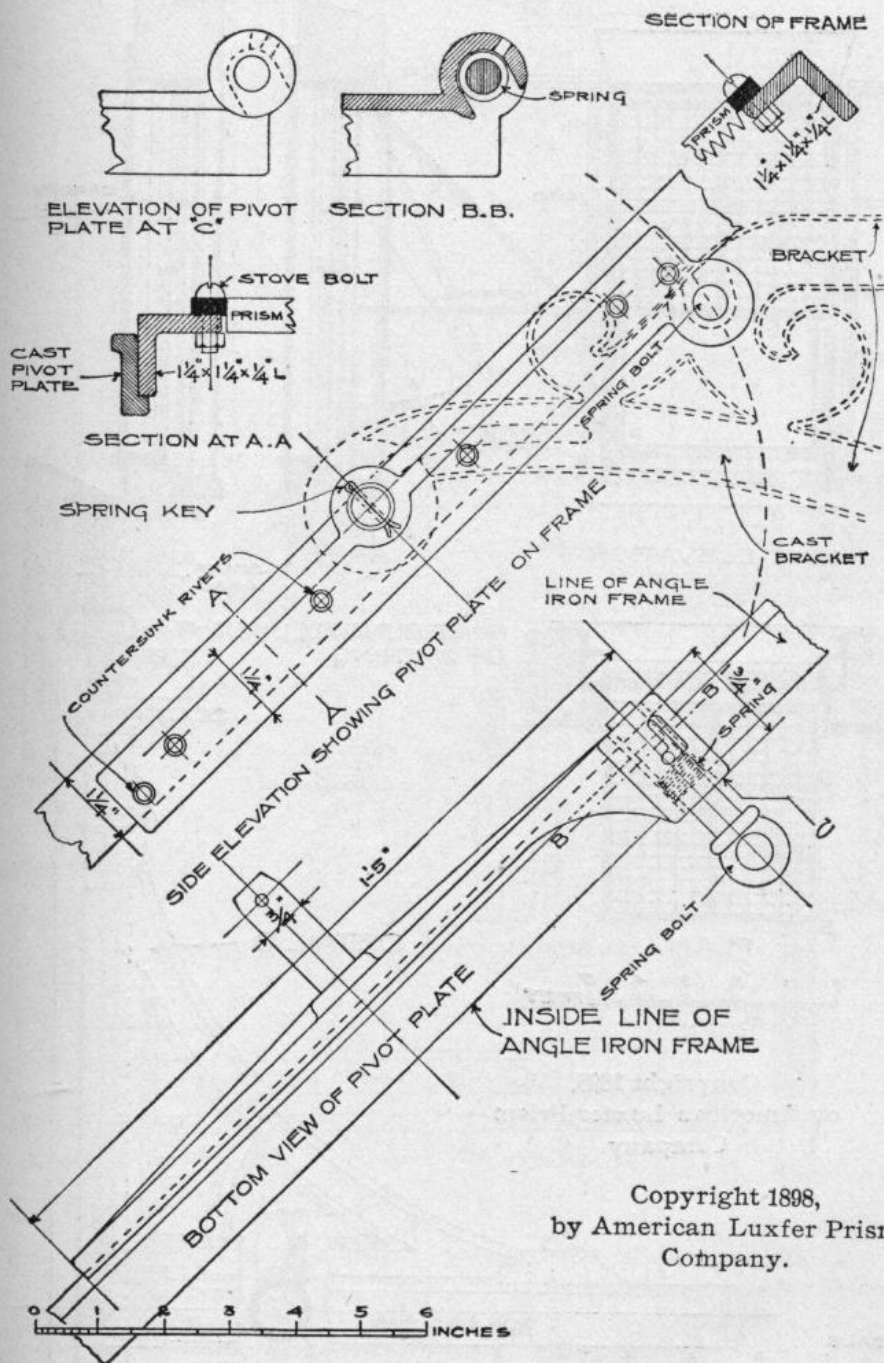 SECTION OF FRAME
SPRING
PRISM
1¼" x 1¼" x ¼ L
ELEVATION OF PIVOT
PLATE AT "C"
SECTION B.B.
BRACKET
STOVE BOLT
PRISM
CAST
PIVOT
PLATE
1¼" x 1¼" x ¼" L
SPRING BOLT
SECTION AT A.A
SPRING KEY
CAST
BRACKET
LINE OF ANGLE
IRON FRAME
COUNTERSUNK RIVETS
A
A
1¼"
1¼"
SIDE ELEVATION SHOWING PIVOT PLATE ON FRAME
1¾"
B
SPRING
B
1'-5"
¾"
SPRING BOLT
BOTTOM VIEW OF PIVOT PLATE
INSIDE LINE OF
ANGLE IRON FRAME
Copyright 1898,
by American Luxfer Prism
Company.
0 1 2 3 4 5 6
INCHES